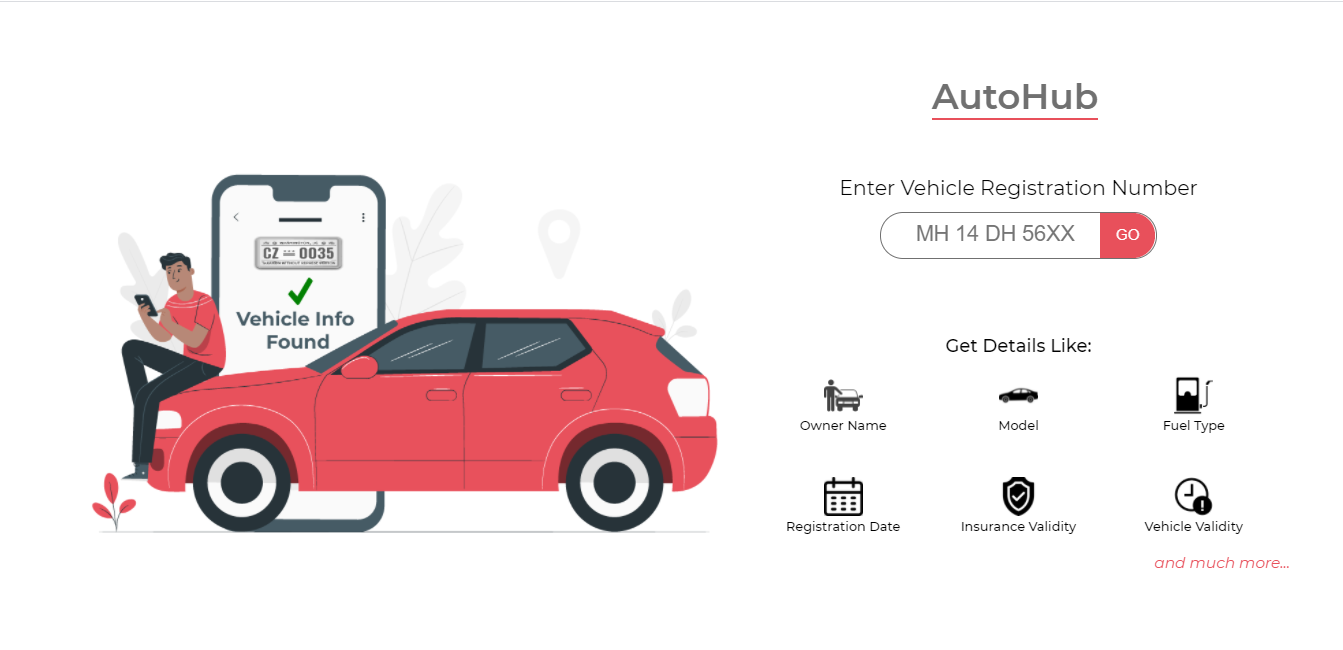 AutoHub
Enter Vehicle Registration Number
MH 14 DH 56XX
GO
CZ 0035
Vehicle Info
Found
Get Details Like:
Owner Name
Model
Fuel Type
Registration Date
Insurance Validity
Vehicle Validity
and much more...